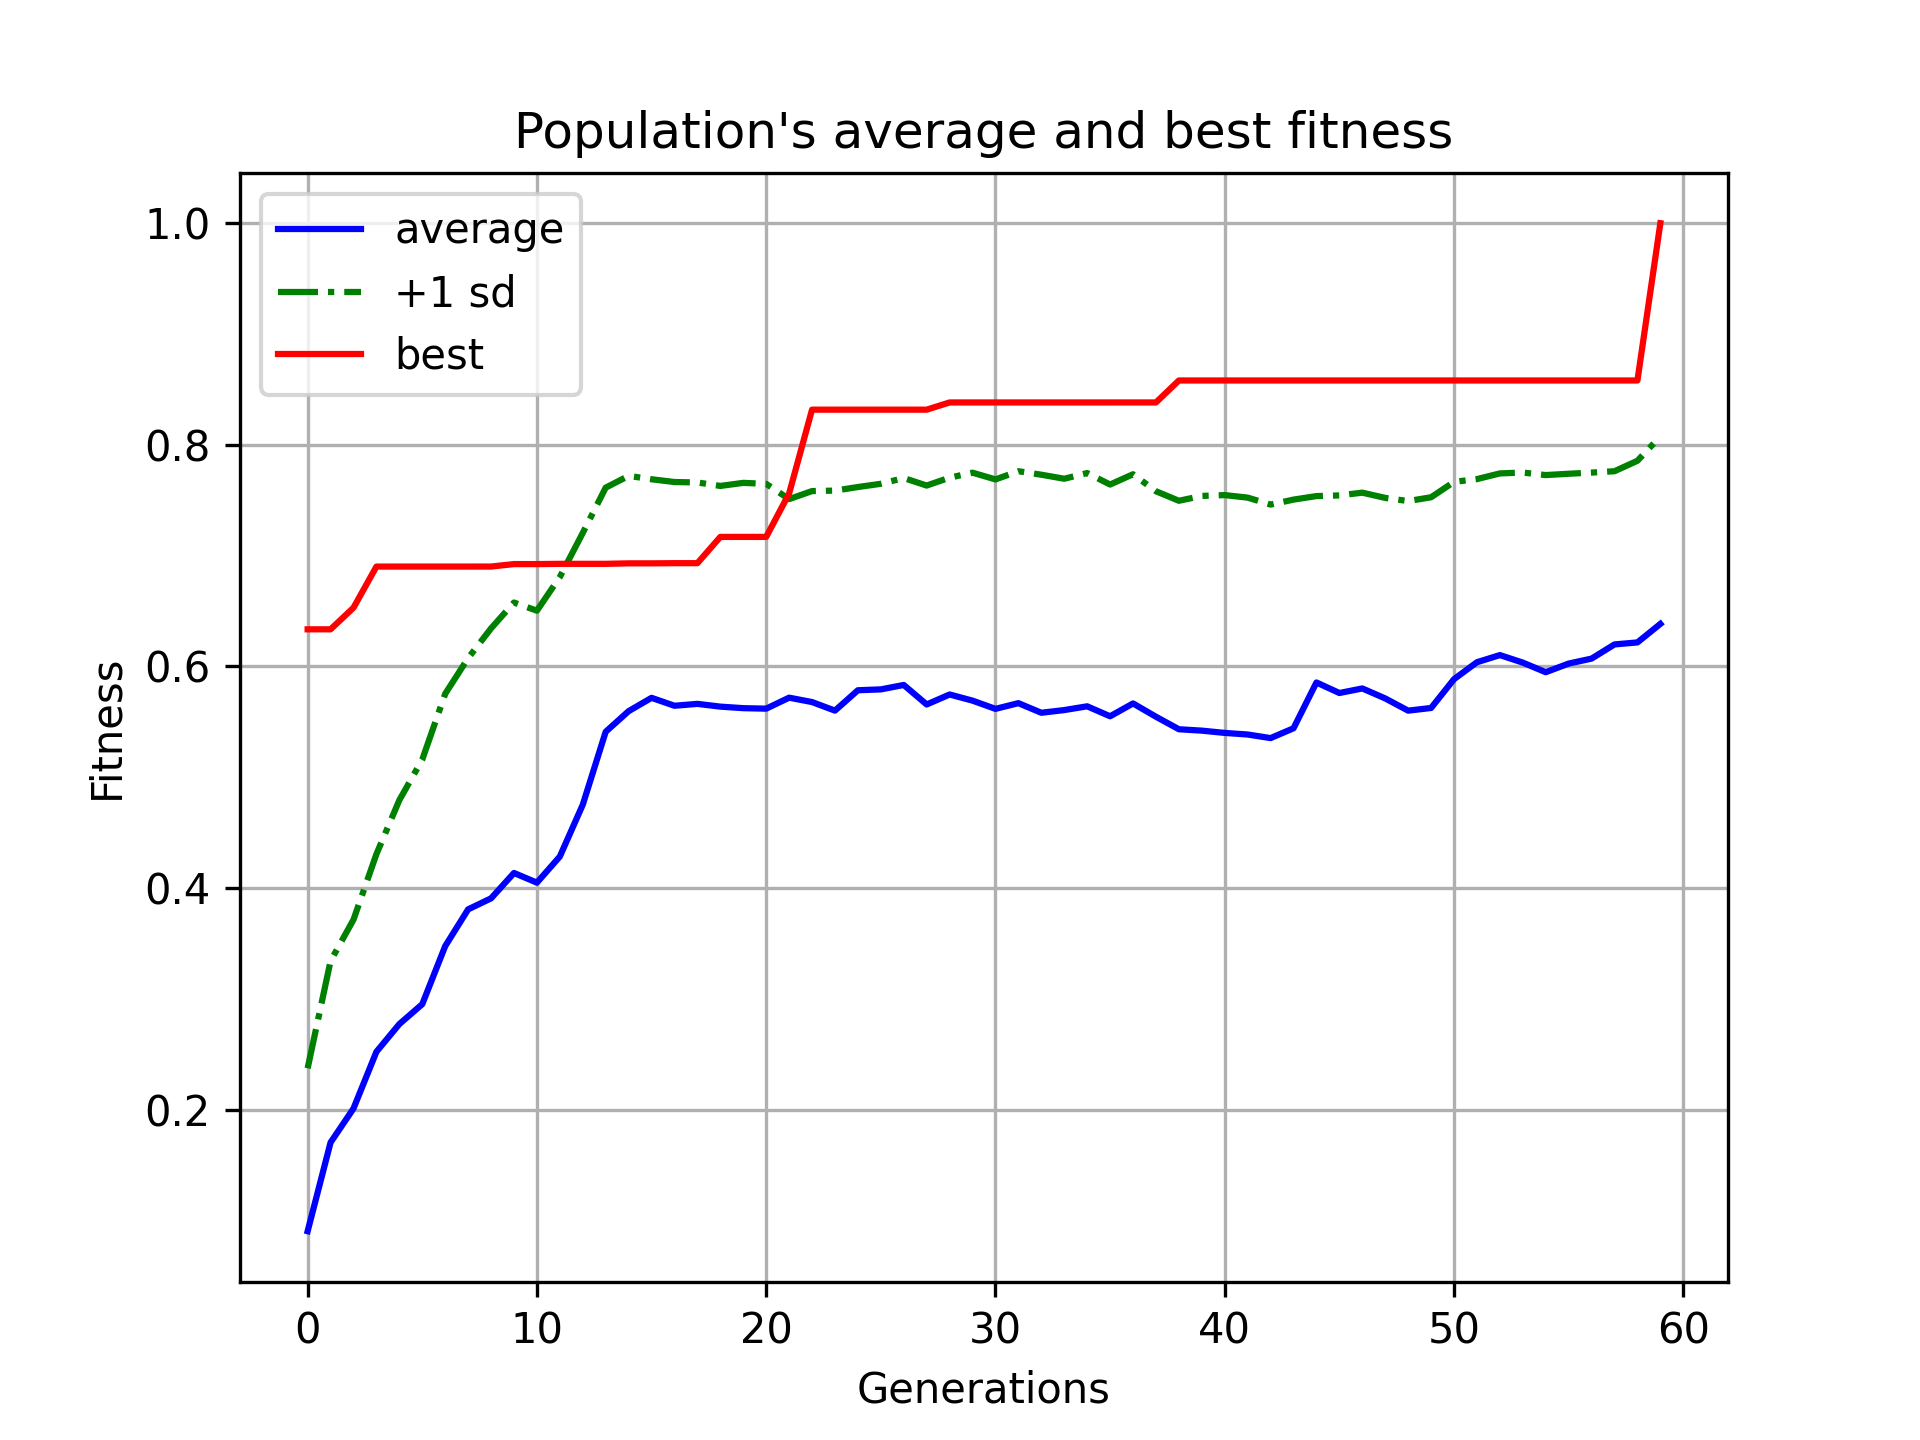 Population's average and best fitness
average
+1 sd
best
1.0
0.8
0.6
0.4
0.2
Fitness
0 10 20 30 40 50 60
Generations